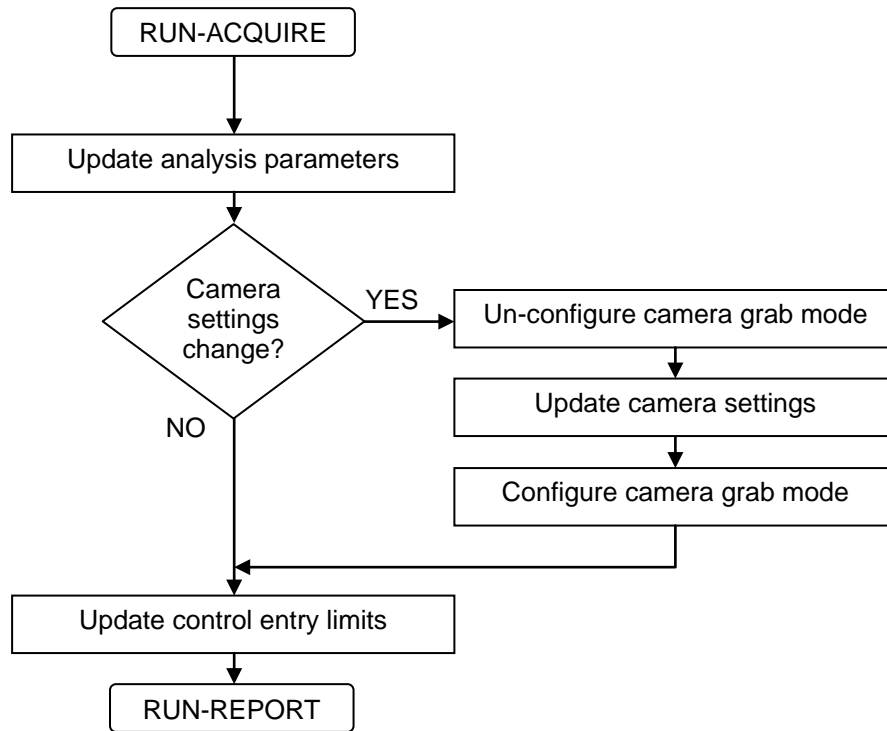 RUN-ACQUIRE
Update analysis parameters
Camera
settings
change?
YES
Un-configure camera grab mode
Update camera settings
Configure camera grab mode
NO
Update control entry limits
RUN-REPORT